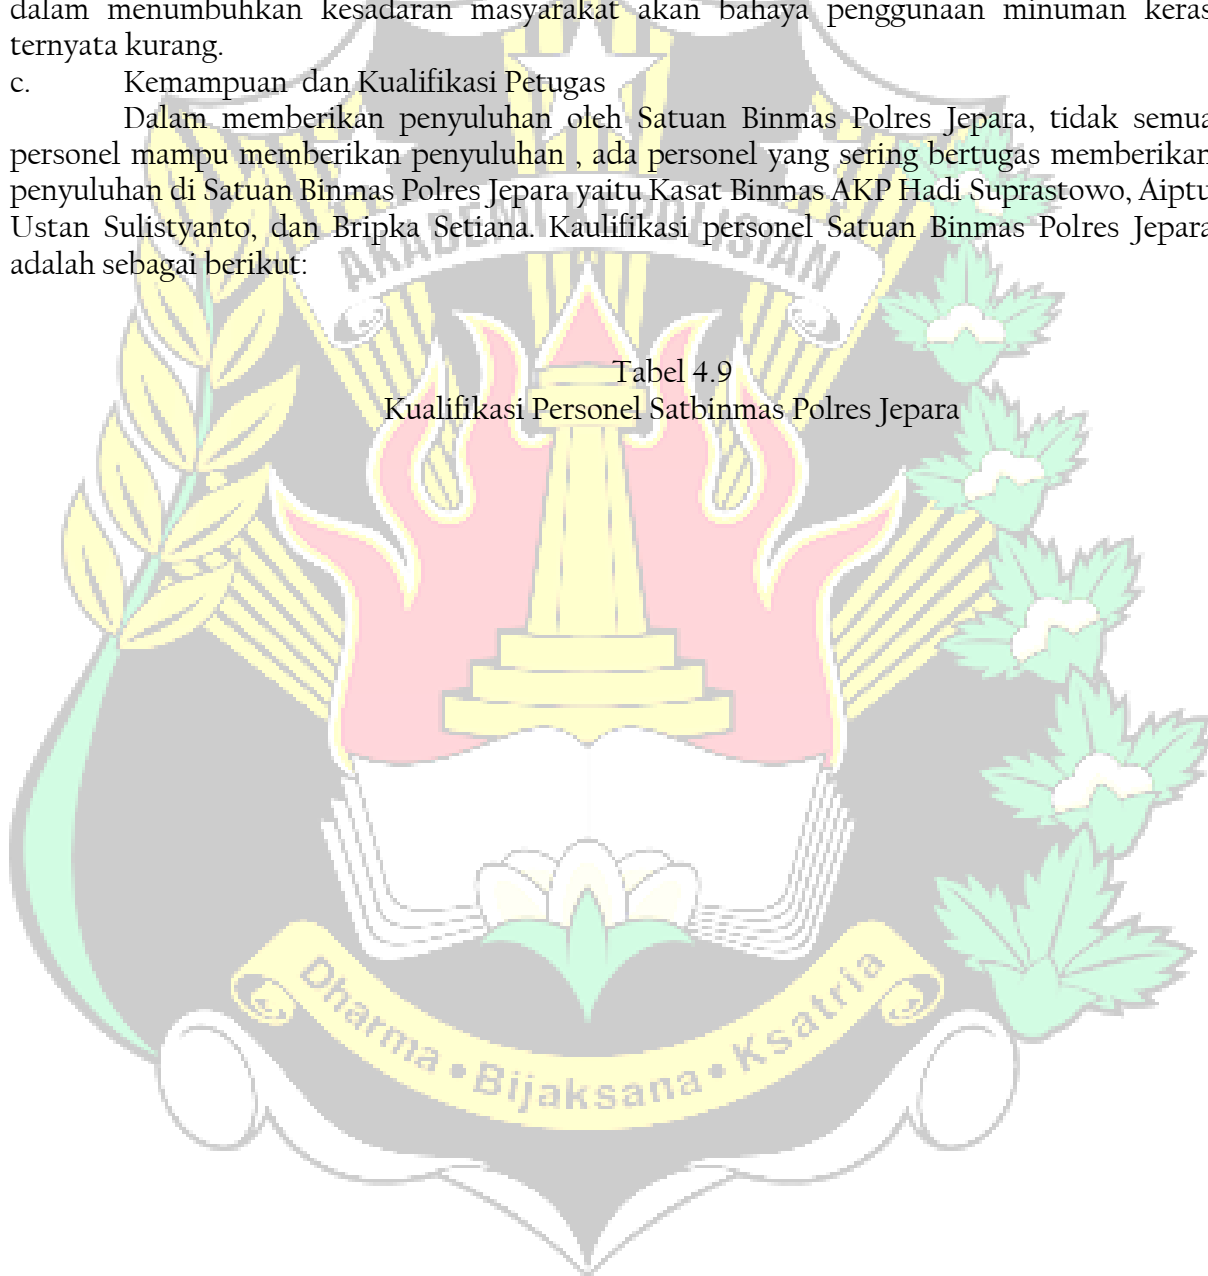 dalam menumbuhkan kesadaran masyarakat akan bahaya penggunaan minuman keras
ternyata kurang.
c. Kemampuan dan Kualifikasi Petugas
Dalam memberikan penyuluhan oleh Satuan Binmas Polres Jepara, tidak semua
personel mampu memberikan penyuluhan , ada personel yang sering bertugas memberikan
penyuluhan di Satuan Binmas Polres Jepara yaitu Kasat Binmas AKP Hadi Suprastowo, Aiptu
Ustan Sulistyanto, dan Bripka Setiana. Kaulifikasi personel Satuan Binmas Polres Jepara
adalah sebagai berikut:
AKADEMI KEPOLISIAN
Tabel 4.9
Kualifikasi Personel Satbinmas Polres Jepara
Dharma • Bijaksana • Ksatria